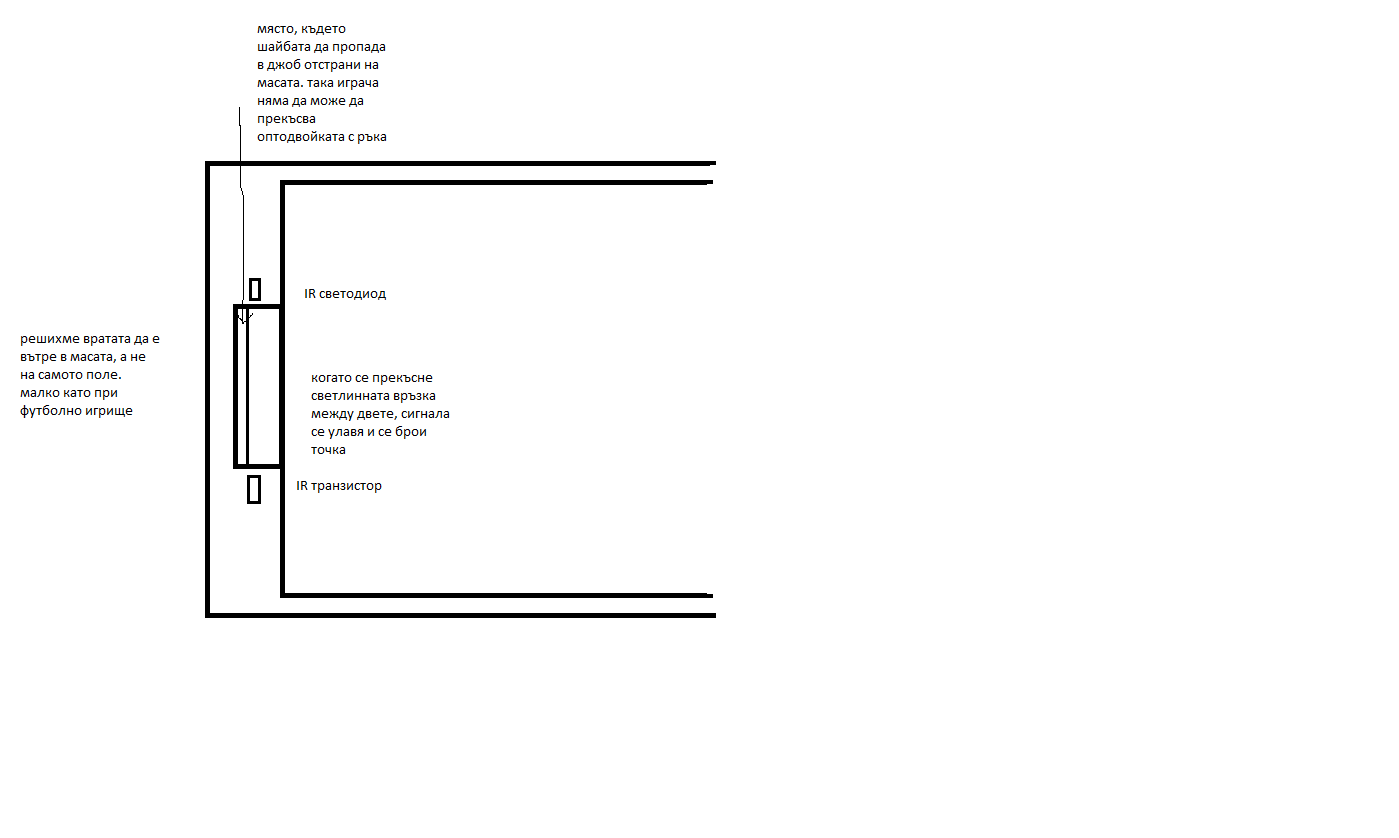 място, където
шайбата да пропада
в джоб отстрани на
масата. така играча
няма да може да
прекъсва
оптодвойката с ръка
IR светодиод
решихме вратата да е
вътре в масата, а не
на самото поле.
малко като при
футболно игрище
когато се прекъсне
светлинната връзка
между двете, сигнала
се улавя и се брои
точка
IR транзистор